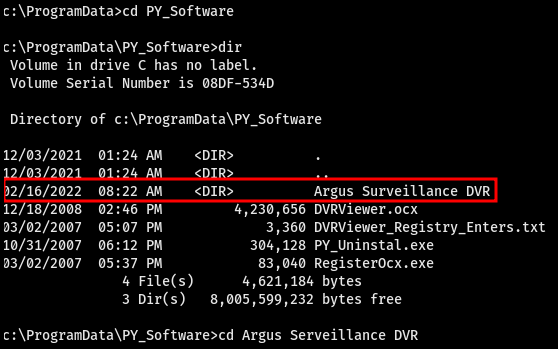 c:\ProgramData>cd PY_Software
c:\ProgramData\PY_Software>dir
Volume in drive C has no label.
Volume Serial Number is 08DF-534D
Directory of c:\ProgramData\PY_Software
12/03/2021 01:24 AM <DIR> .
12/03/2021 01:24 AM <DIR> ..
02/16/2022 08:22 AM <DIR> Argus Surveillance DVR
12/18/2008 02:46 PM 4,230,656 DVRViewer.ocx
03/02/2007 05:07 PM 3,360 DVRViewer_Registry_Enters.txt
10/31/2007 06:12 PM 304,128 PY_Uninstal.exe
03/02/2007 05:37 PM 83,040 RegisterOcx.exe
4 File(s) 4,621,184 bytes
3 Dir(s) 8,005,599,232 bytes free
c:\ProgramData\PY_Software>cd Argus Serveillance DVR